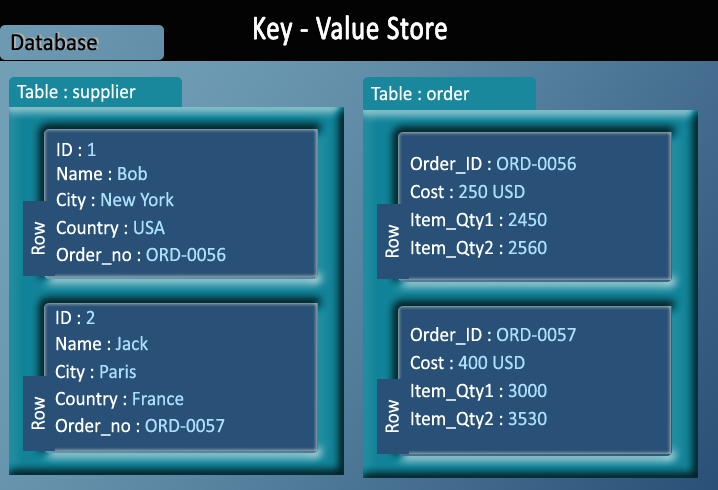 Key - Value Store
Database
Table : supplier
ID : 1
Name : Bob
City : New York
Country : USA
Order_no : ORD-0056
Row
ID : 2
Name : Jack
City : Paris
Country : France
Order_no : ORD-0057
Row
Table : order
Order_ID : ORD-0056
Cost : 250 USD
Item_Qty1 : 2450
Item_Qty2 : 2560
Row
Order_ID : ORD-0057
Cost : 400 USD
Item_Qty1 : 3000
Item_Qty2 : 3530
Row